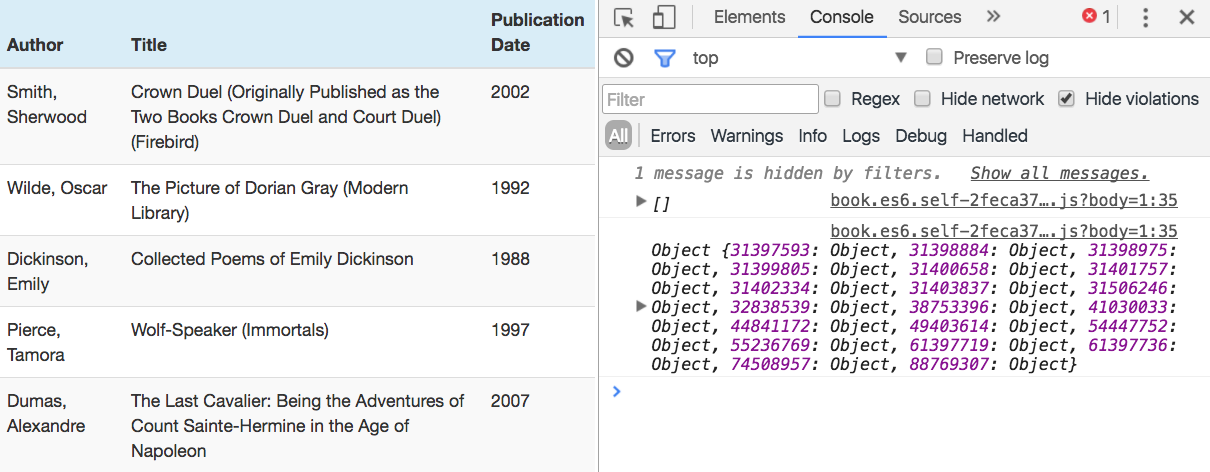 Author Title Publication
Date
Smith,
Sherwood
Crown Duel (Originally Published as the
Two Books Crown Duel and Court Duel)
(Firebird)
2002
Wilde, Oscar
The Picture of Dorian Gray (Modern
Library)
1992
Dickinson,
Emily
Collected Poems of Emily Dickinson
1988
Pierce,
Tamora
Wolf-Speaker (Immortals)
1997
Dumas,
Alexandre
The Last Cavalier: Being the Adventures of
Count Sainte-Hermine in the Age of
Napoleon
2007
Elements Console Sources » 1
top Preserve log
Filter Regex Hide network Hide violations
All Errors Warnings Info Logs Debug Handled
1 message is hidden by filters. Show all messages.
[] book.es6.self-2feca37….js?body=1:35
book.es6.self-2feca37….js?body=1:35
Object {31397593: Object, 31398884: Object, 31398975:
Object, 31399805: Object, 31400658: Object, 31401757:
Object, 31402334: Object, 31403837: Object, 31506246:
Object, 32838539: Object, 38753396: Object, 41030033:
Object, 44841172: Object, 49403614: Object, 54447752:
Object, 55236769: Object, 61397719: Object, 61397736:
Object, 74508957: Object, 88769307: Object}